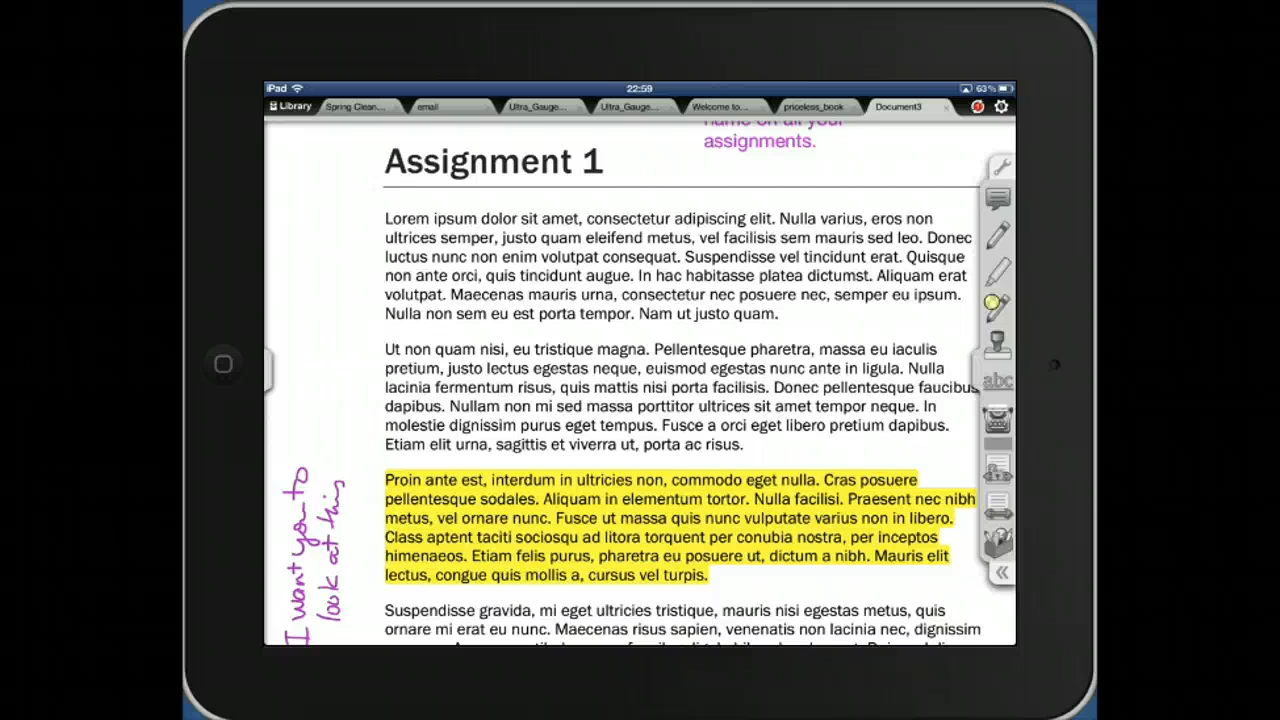 iPad 22:59 63%
Library Spring Clean... email Ultra_Gauge... Ultra_Gauge... Welcome to... priceless_book Document3
name on all your
assignments.
Assignment 1
Lorem ipsum dolor sit amet, consectetur adipiscing elit. Nulla varius, eros non
ultrices semper, justo quam eleifend metus, vel facilisis sem mauris sed leo. Donec
luctus nunc non enim volutpat consequat. Suspendisse vel tincidunt erat. Quisque
non ante orci, quis tincidunt augue. In hac habitasse platea dictumst. Aliquam erat
volutpat. Maecenas mauris urna, consectetur nec posuere nec, semper eu ipsum.
Nulla non sem eu est porta tempor. Nam ut justo quam.
Ut non quam nisi, eu tristique magna. Pellentesque pharetra, massa eu iaculis
pretium, justo lectus egestas neque, euismod egestas nunc ante in ligula. Nulla
lacinia fermentum risus, quis mattis nisi porta facilisis. Donec pellentesque faucibus
dapibus. Nullam non mi sed massa porttitor ultrices sit amet tempor neque. In
molestie dignissim purus eget tempus. Fusce a orci eget libero pretium dapibus.
Etiam elit urna, sagittis et viverra ut, porta ac risus.
Proin ante est, interdum in ultricies non, commodo eget nulla. Cras posuere
pellentesque sodales. Aliquam in elementum tortor. Nulla facilisi. Praesent nec nibh
metus, vel ornare nunc. Fusce ut massa quis nunc vulputate varius non in libero.
Class aptent taciti sociosqu ad litora torquent per conubia nostra, per inceptos
himenaeos. Etiam felis purus, pharetra eu posuere ut, dictum a nibh. Mauris elit
lectus, congue quis mollis a, cursus vel turpis.
Suspendisse gravida, mi eget ultricies tristique, mauris nisi egestas metus, quis
ornare mi erat eu nunc. Maecenas risus sapien, venenatis non lacinia nec, dignissim
I want you to
look at this
abc